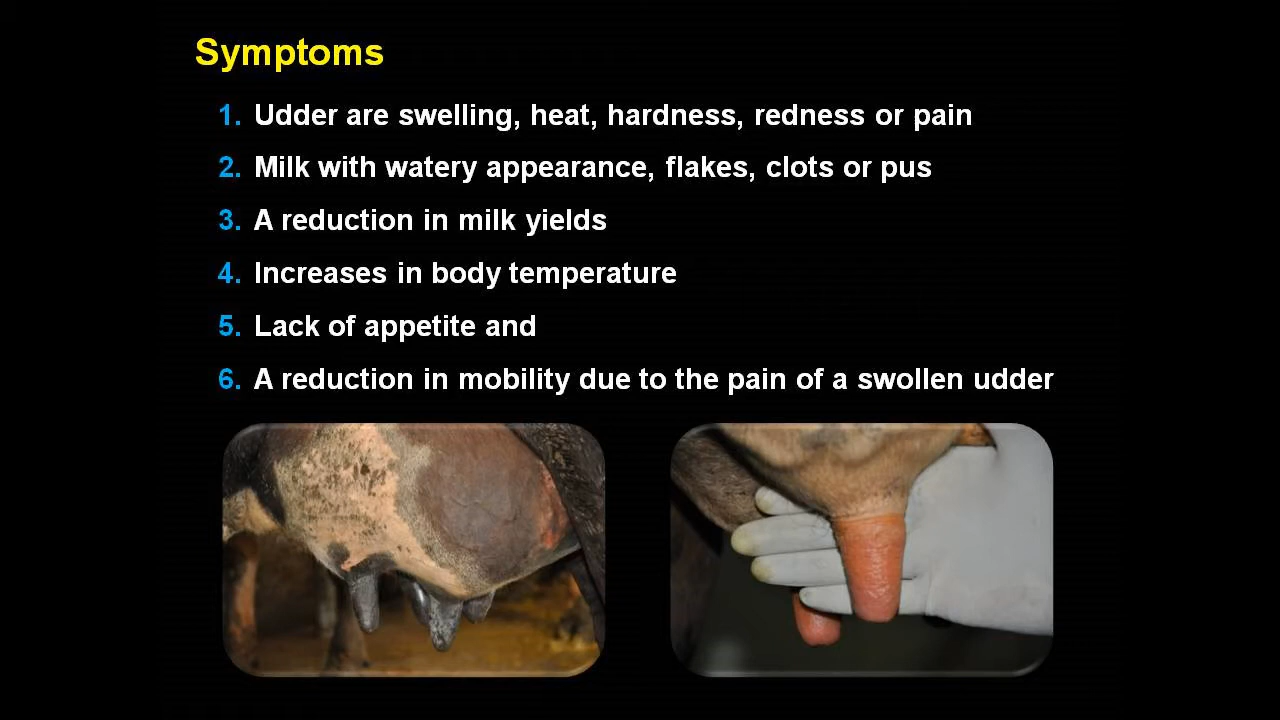 Symptoms
1. Udder are swelling, heat, hardness, redness or pain
2. Milk with watery appearance, flakes, clots or pus
3. A reduction in milk yields
4. Increases in body temperature
5. Lack of appetite and
6. A reduction in mobility due to the pain of a swollen udder